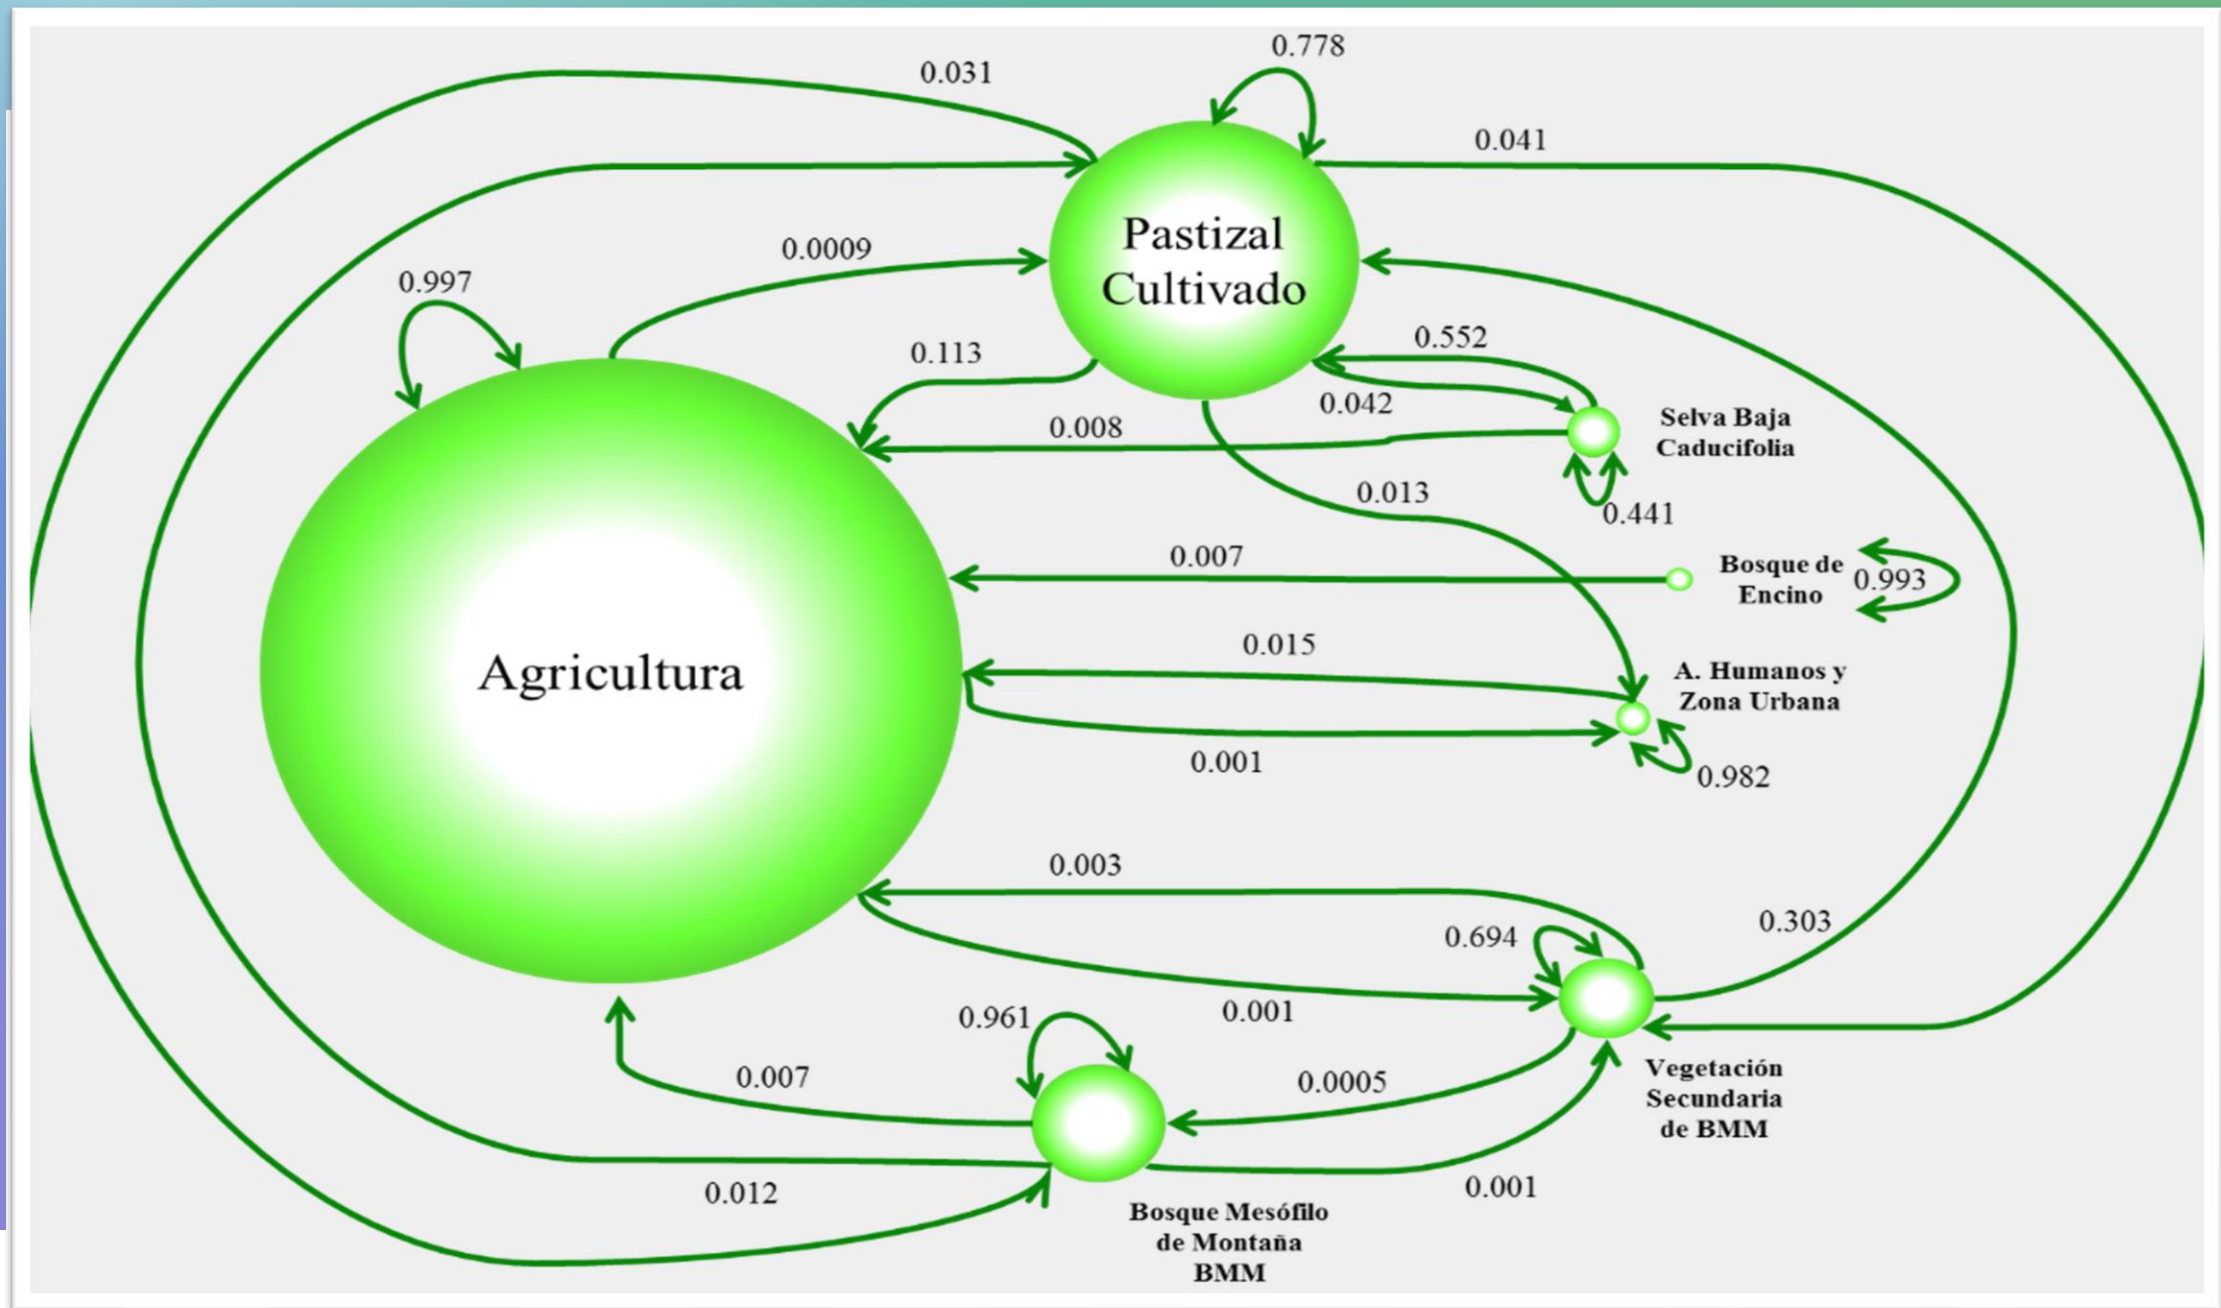 0.778
0.031
0.041
Pastizal
Cultivado
0.0009
0.997
0.552
0.113
0.042
Selva Baja
Caducifolia
0.008
0.013
0.441
0.007
Bosque de
Encino
0.993
0.015
A. Humanos y
Zona Urbana
Agricultura
0.001
0.982
0.003
0.303
0.694
0.001
0.961
0.007
0.0005
Vegetación
Secundaria
de BMM
0.012
0.001
Bosque Mesófilo
de Montaña
BMM